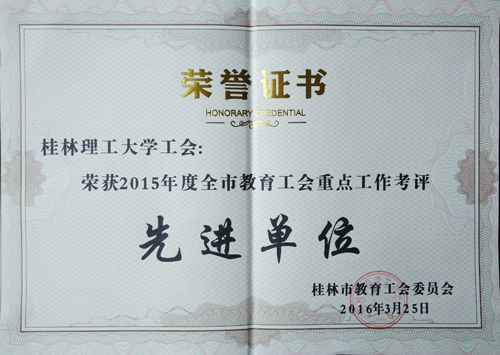 荣誉证书
HONORARY CREDENTIAL
桂林理工大学工会:
荣获2015年度全市教育工会重点工作考评
先进单位
桂林市教育工会委员会
2016年3月25日